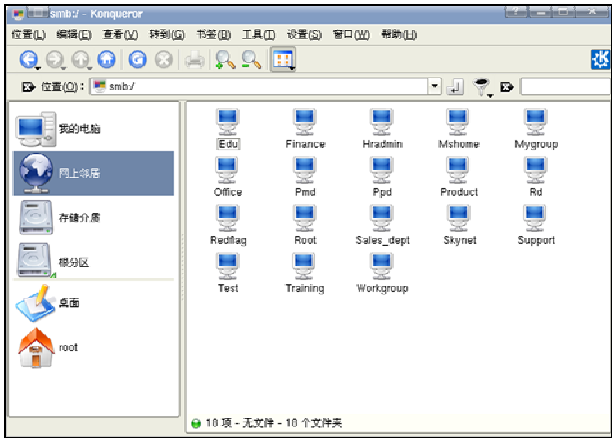 smb:/ - Konqueror
位置(L) 编辑(E) 查看(V) 转到(G) 书签(B) 工具(T) 设置(S) 窗口(W) 帮助(H)
位置(O): smb:/
我的电脑
网上邻居
存储介质
根分区
桌面
root
Edu Finance Hradmin Mshome Mygroup
Office Pmd Ppd Product Rd
Redflag Root Sales_dept Skynet Support
Test Training Workgroup
18 项 - 无文件 - 18 个文件夹